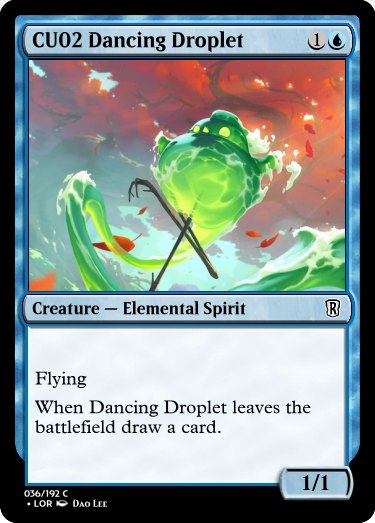 CU02 Dancing Droplet 1
Creature — Elemental Spirit R
Flying
When Dancing Droplet leaves the
battlefield draw a card.
1/1
036/192 C
• LOR Dao Lee